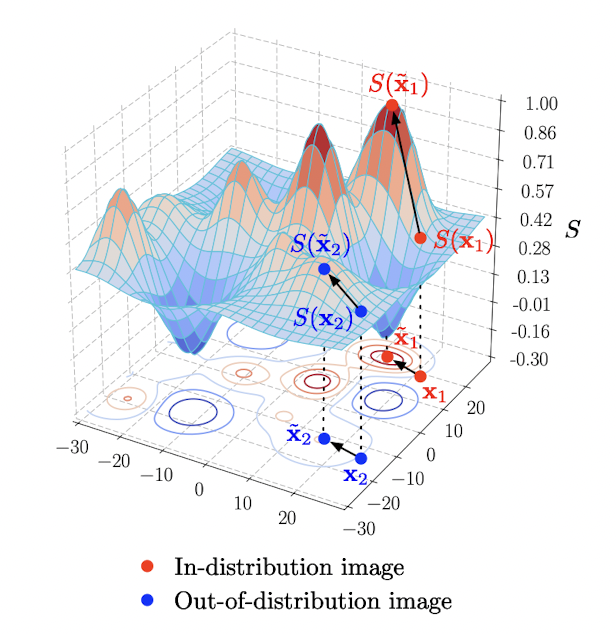 S(x̃₁)
1.00
0.86
0.71
0.57
0.42
0.28
0.13
-0.01
-0.16
-0.30
S
S(x₁)
S(x̃₂)
S(x₂)
x̃₁
x₁
x̃₂
x₂
−30
−20
−10
0
10
20
−30
−20
−10
0
10
20
In-distribution image
Out-of-distribution image